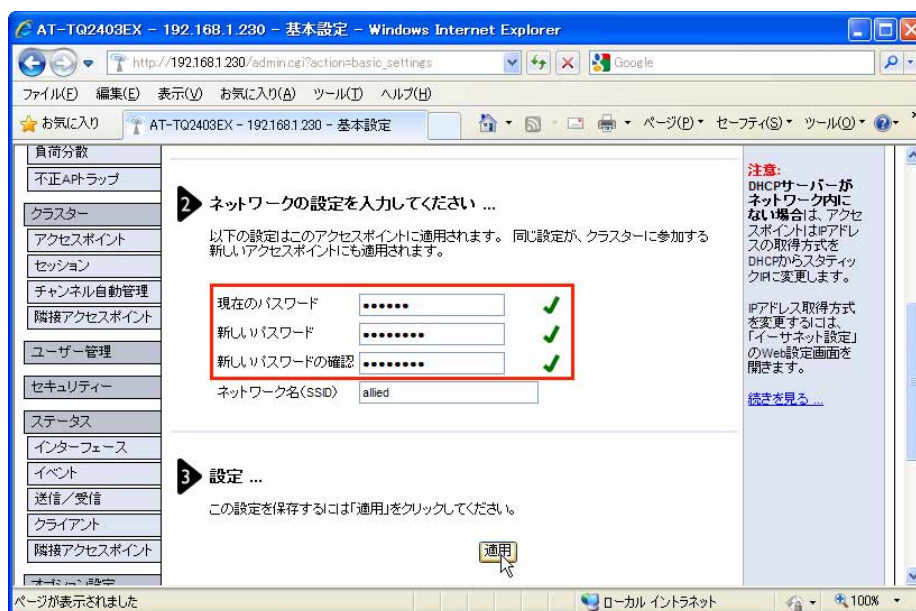 AT-TQ2403EX - 192.168.1.230 - 基本設定 - Windows Internet Explorer
http://192.168.1.230/admin.cgi?action=basic_settings
Google
ファイル(F) 編集(E) 表示(V) お気に入り(A) ツール(T) ヘルプ(H)
お気に入り
AT-TQ2403EX - 192.168.1.230 - 基本設定
ページ(P) セーフティ(S) ツール(O)
負荷分散
不正APトラップ
クラスター
アクセスポイント
セッション
チャンネル自動管理
隣接アクセスポイント
ユーザー管理
セキュリティー
ステータス
インターフェース
イベント
送信/受信
クライアント
隣接アクセスポイント
オプション設定
2 ネットワークの設定を入力してください ...
以下の設定はこのアクセスポイントに適用されます。 同じ設定が、クラスターに参加する
新しいアクセスポイントにも適用されます。
現在のパスワード ••••••
新しいパスワード ••••••••
新しいパスワードの確認 ••••••••
ネットワーク名(SSID) allied
3 設定 ...
この設定を保存するには「適用」をクリックしてください。
適用
注意:
DHCPサーバーが
ネットワーク内に
ない場合は、アクセ
スポイントはIPアドレ
スの取得方式を
DHCPからスタティッ
クIPに変更します。
IPアドレス取得方式
を変更するには、
「イーサネット設定」
のWeb設定画面を
開きます。
続きを見る ...
ページが表示されました
ローカル イントラネット
100%